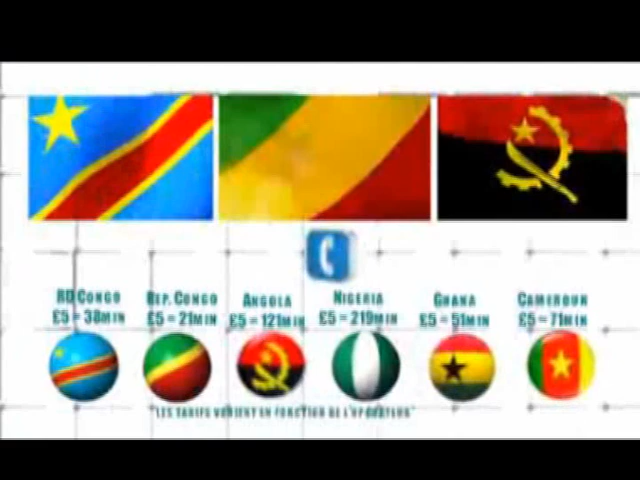 RD CONGO REP. CONGO ANGOLA NIGERIA GHANA CAMEROUN
£5 = 38MIN £5 = 21MIN £5 = 121MIN £5 = 219MIN £5 = 51MIN £5 = 71MIN
"LES TARIFS VARIENT EN FONCTION DE L'OPERATEUR"